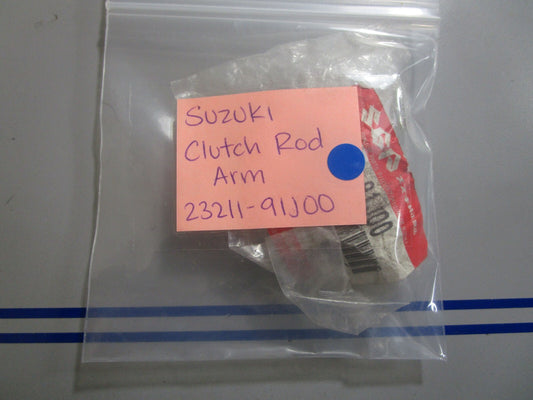 SUZUKI
Clutch Rod
Arm
23211-91J00